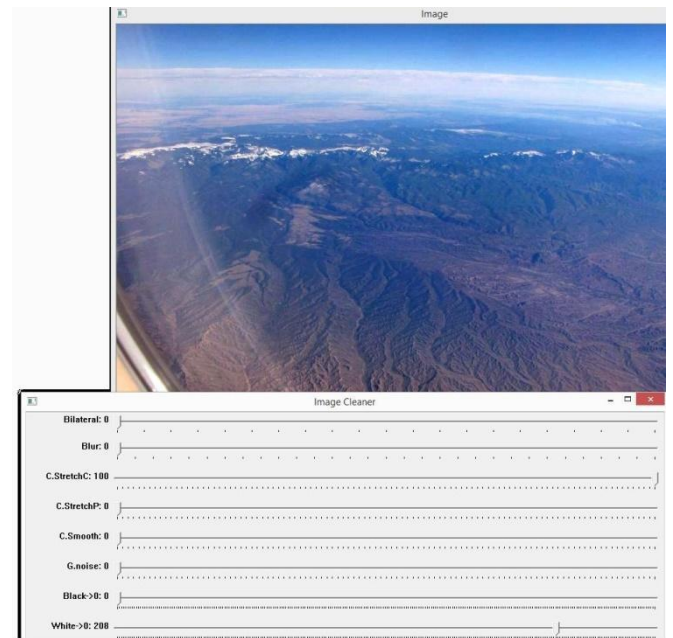 Image
Image Cleaner
Bilateral: 0
Blur: 0
C.StretchC: 100
C.StretchP: 0
C.Smooth: 0
G.noise: 0
Black->0: 0
White->0: 208